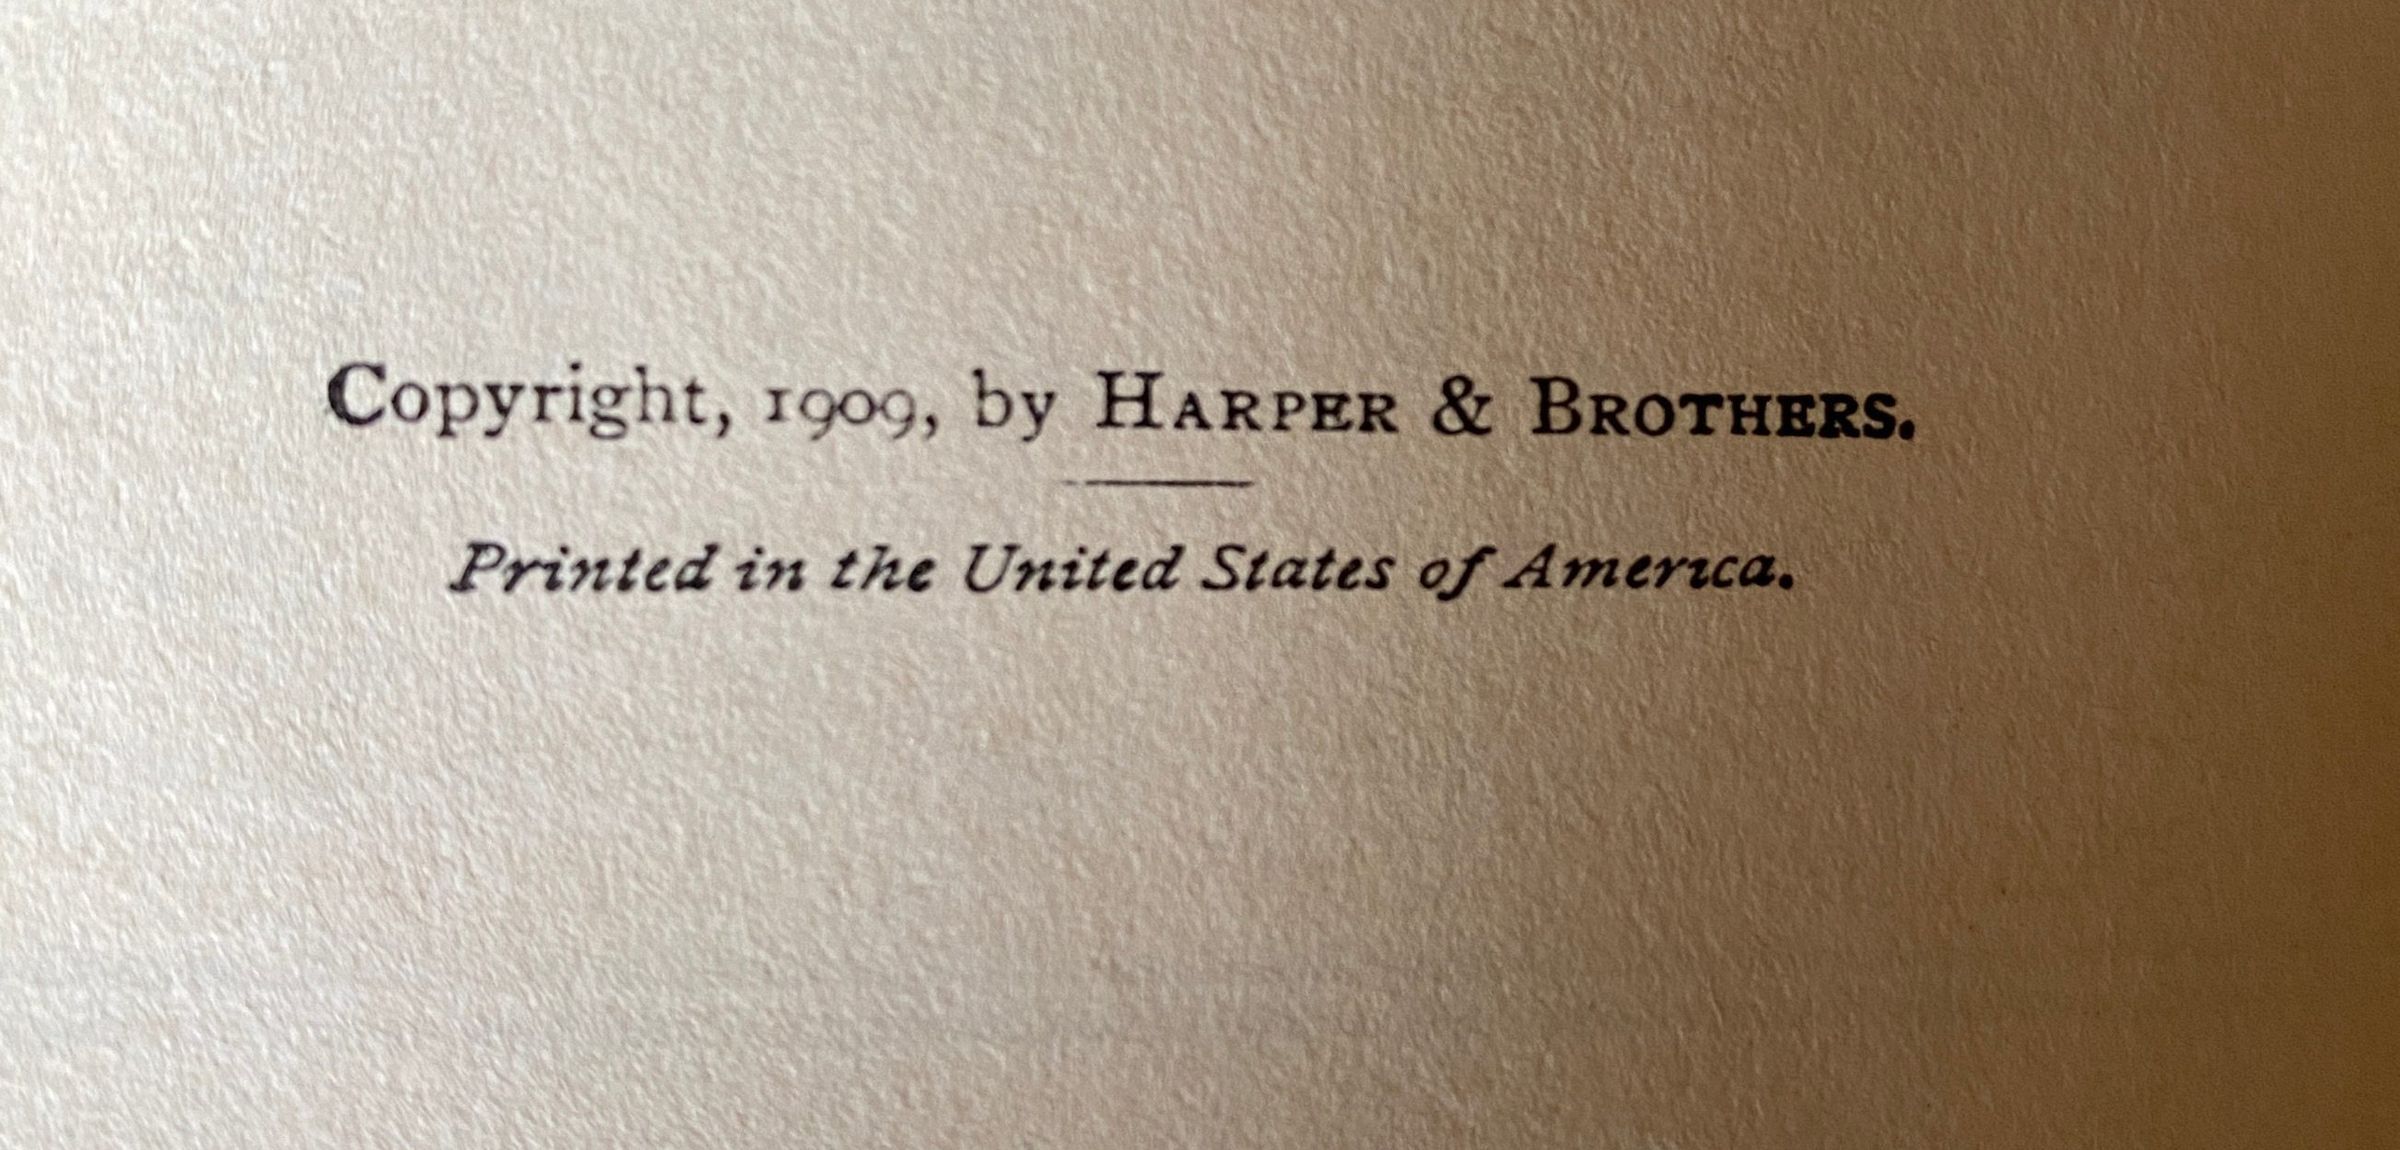 Copyright, 1909, by HARPER & BROTHERS.
Printed in the United States of America.